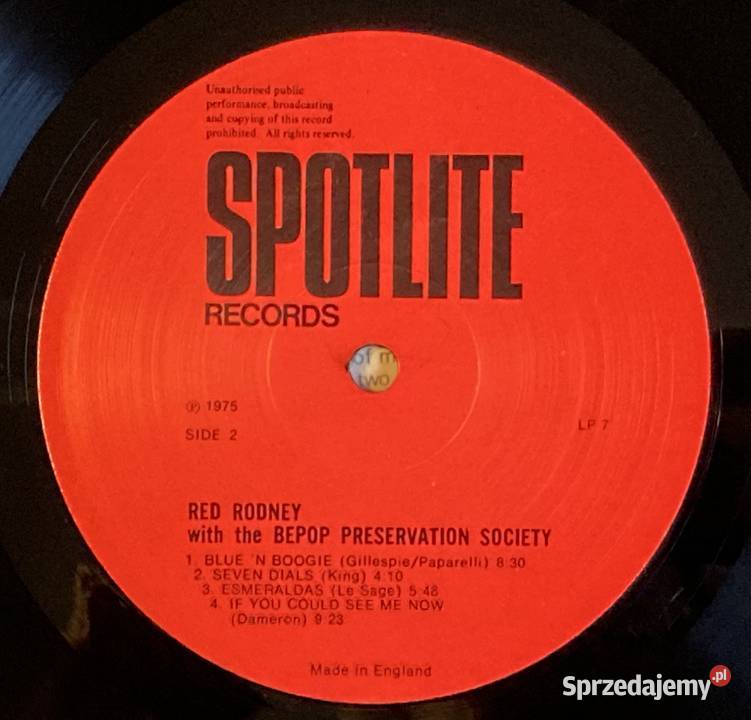 Unauthorised public
performance, broadcasting
and copying of this record
prohibited. All rights reserved.
SPOTLITE
RECORDS
of m
two
℗ 1975
SIDE 2
LP 7
RED RODNEY
with the BEPOP PRESERVATION SOCIETY
1. BLUE 'N BOOGIE (Gillespie/Paparelli) 8:30
2. SEVEN DIALS (King) 4:10
3. ESMERALDAS (Le Sage) 5:48
4. IF YOU COULD SEE ME NOW
(Dameron) 9:23
Made in England
Sprzedajemy.pl